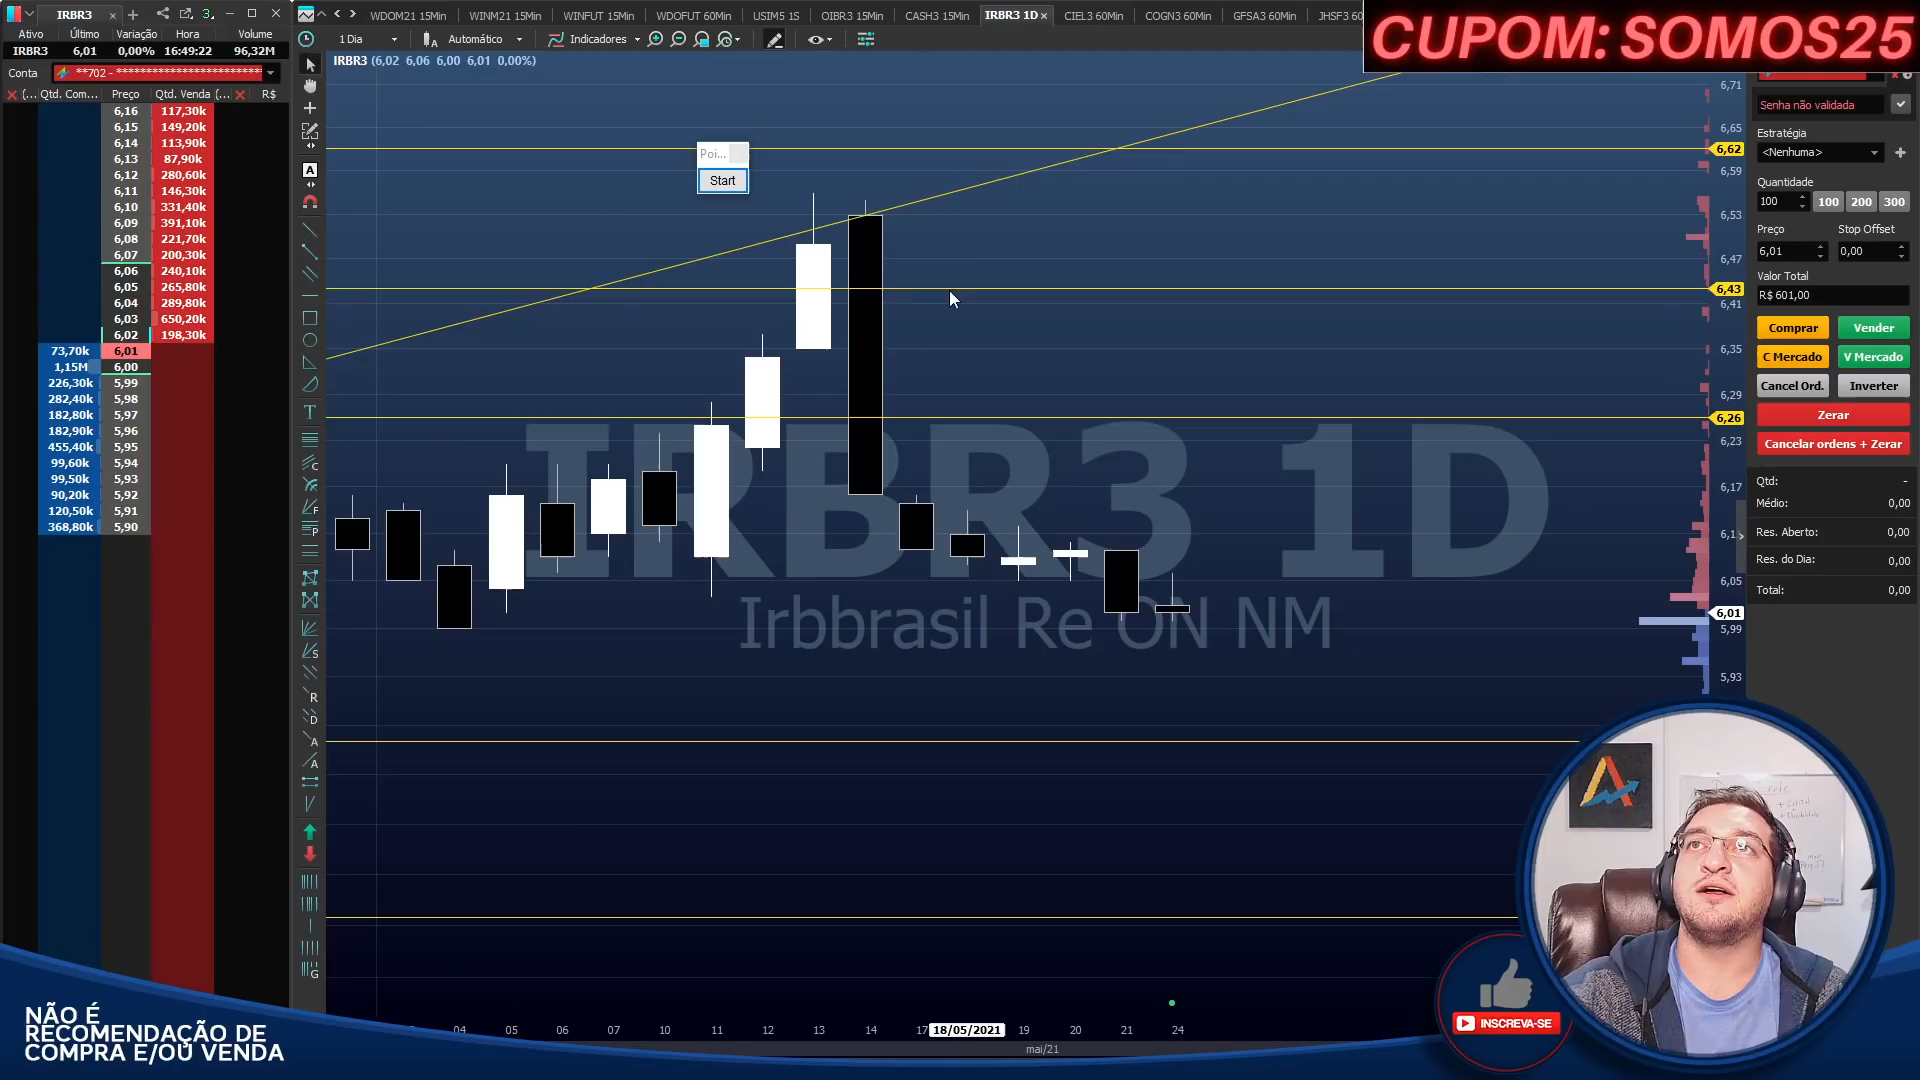 IRBR3
Ativo Último Variação Hora Volume
IRBR3 6,01 0,00% 16:49:22 96,32M
Conta **702 - **************************
(... Qtd. Com... Preço Qtd. Venda (... R$
6,16 117,30k
6,15 149,20k
6,14 113,90k
6,13 87,90k
6,12 280,60k
6,11 146,30k
6,10 331,40k
6,09 391,10k
6,08 221,70k
6,07 200,30k
6,06 240,10k
6,05 265,80k
6,04 289,80k
6,03 650,20k
6,02 198,30k
73,70k 6,01
1,15M 6,00
226,30k 5,99
282,40k 5,98
182,80k 5,97
182,90k 5,96
455,40k 5,95
99,60k 5,94
99,50k 5,93
90,20k 5,92
120,50k 5,91
368,80k 5,90
WDOM21 15Min WINM21 15Min WINFUT 15Min WDOFUT 60Min USIM5 1S OIBR3 15Min CASH3 15Min IRBR3 1D CIEL3 60Min COGN3 60Min GFSA3 60Min JHSF3 60
1 Dia Automático Indicadores
IRBR3 (6,02 6,06 6,00 6,01 0,00%)
Poi...
Start
IRBR3 1D
Irbbrasil Re ON NM
6,71
6,65
6,62
6,59
6,53
6,47
6,43
6,41
6,35
6,29
6,26
6,23
6,17
6,1
6,05
6,01
5,99
5,93
04 05 06 07 10 11 12 13 14 17 18/05/2021 19 20 21 24
mai/21
CUPOM: SOMOS25
Senha não validada
Estratégia
<Nenhuma>
Quantidade
100 100 200 300
Preço Stop Offset
6,01 0,00
Valor Total
R$ 601,00
Comprar Vender
C Mercado V Mercado
Cancel Ord. Inverter
Zerar
Cancelar ordens + Zerar
Qtd: -
Médio: 0,00
Res. Aberto: 0,00
Res. do Dia: 0,00
Total: 0,00
NÃO É
RECOMENDAÇÃO DE
COMPRA E/OU VENDA
INSCREVA-SE